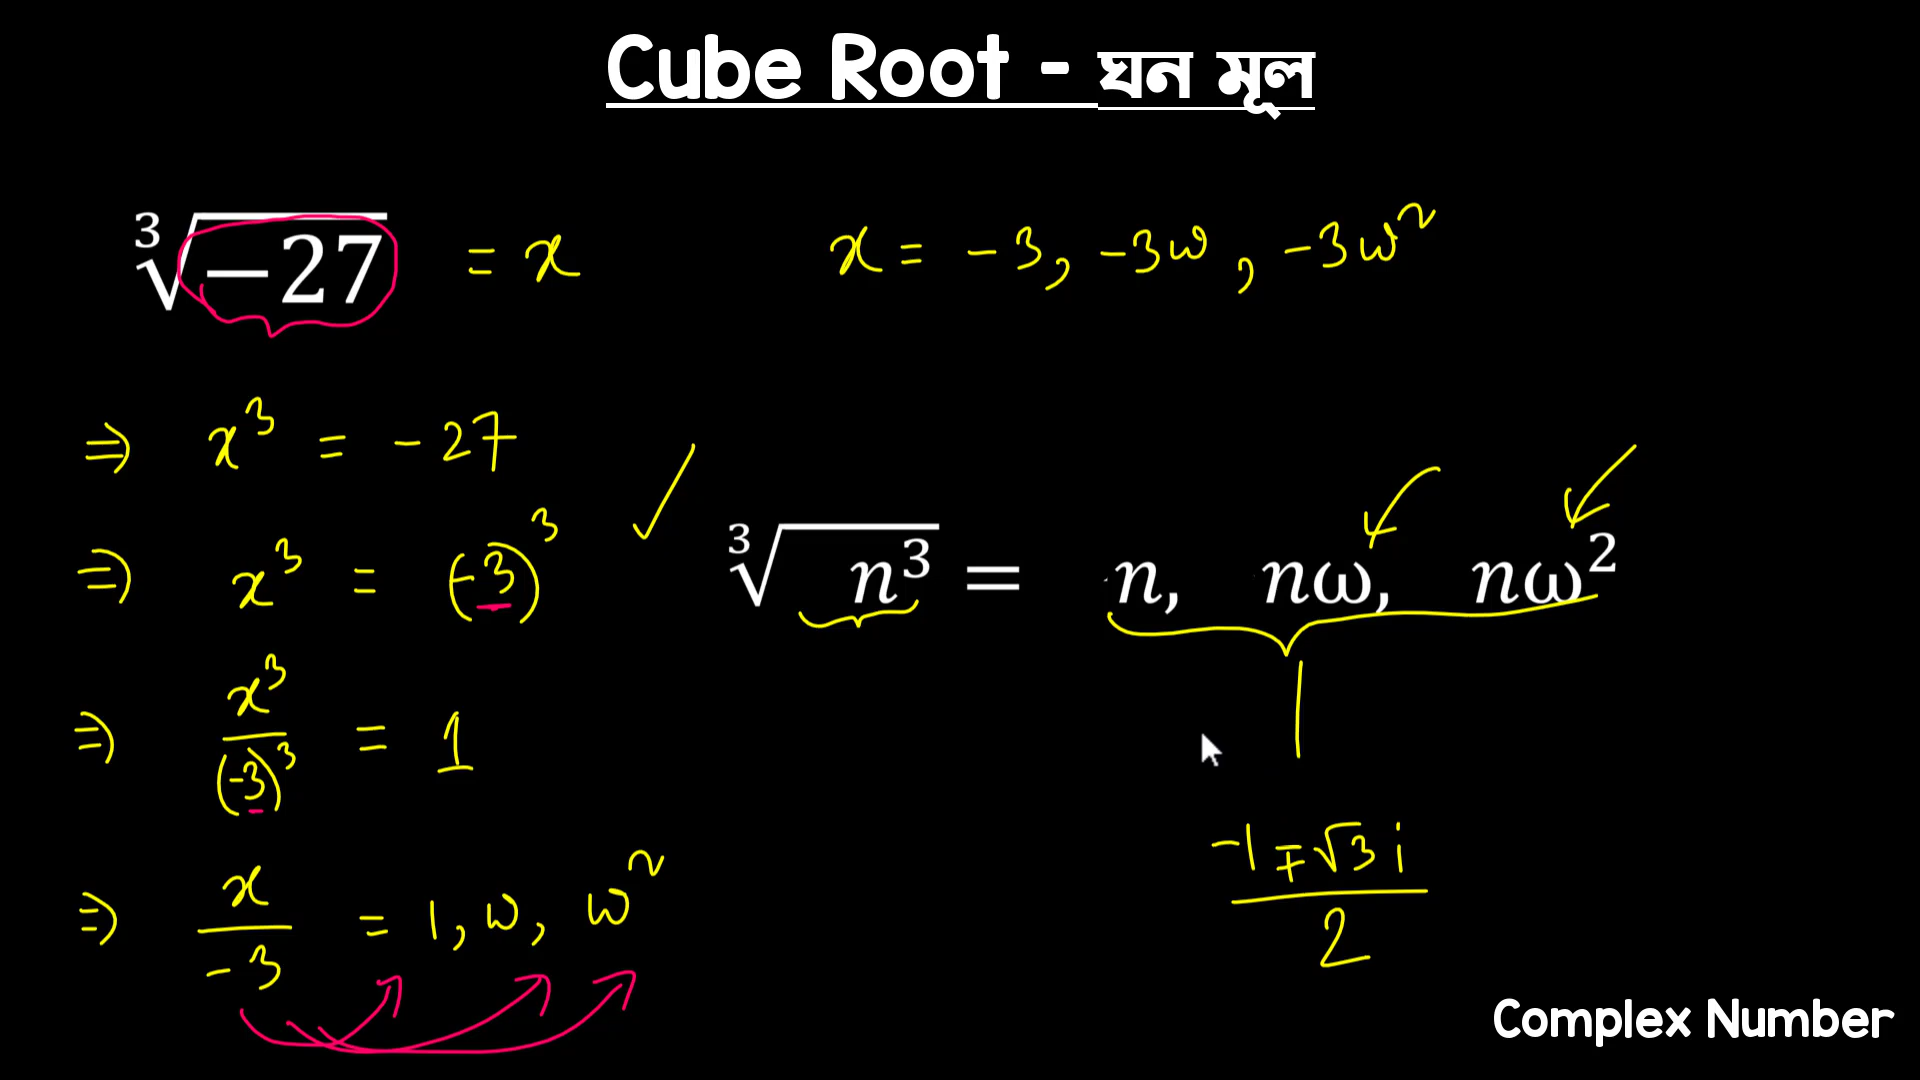 Cube Root - ঘন মূল
∛-27 = x
x = -3, -3ω, -3ω²
⇒ x³ = -27
⇒ x³ = (-3)³
∛n³ = n, nω, nω²
⇒ x³/(-3)³ = 1
⇒ x/-3 = 1, ω, ω²
(-1 ∓ √3 i)/2
Complex Number